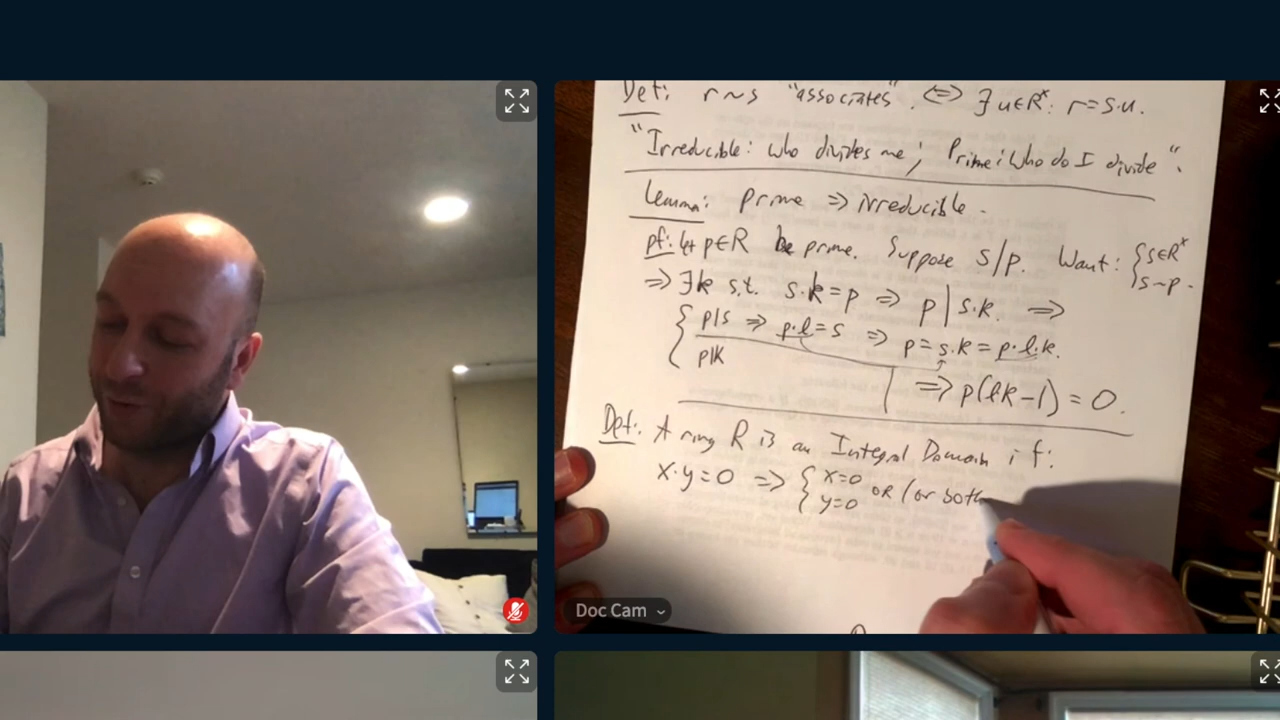 Def: r~s "associates". ⟺ ∃u∈R^x: r=s·u.
"Irreducible: who divides me; Prime: Who do I divide".
Lemma: prime ⇒ irreducible.
pf: let p∈R be prime. Suppose s|p. Want: { s∈R^x
s~p.
⇒ ∃k s.t. s·k=p ⇒ p | s·k. ⇒
{ p|s ⇒ p·l=s ⇒ p=s·k=p·l·k.
p|k
⇒ p(lk-1)=0.
Def: A ring R is an Integral Domain if:
x·y=0 ⇒ { x=0
y=0 OR (or both
Doc Cam